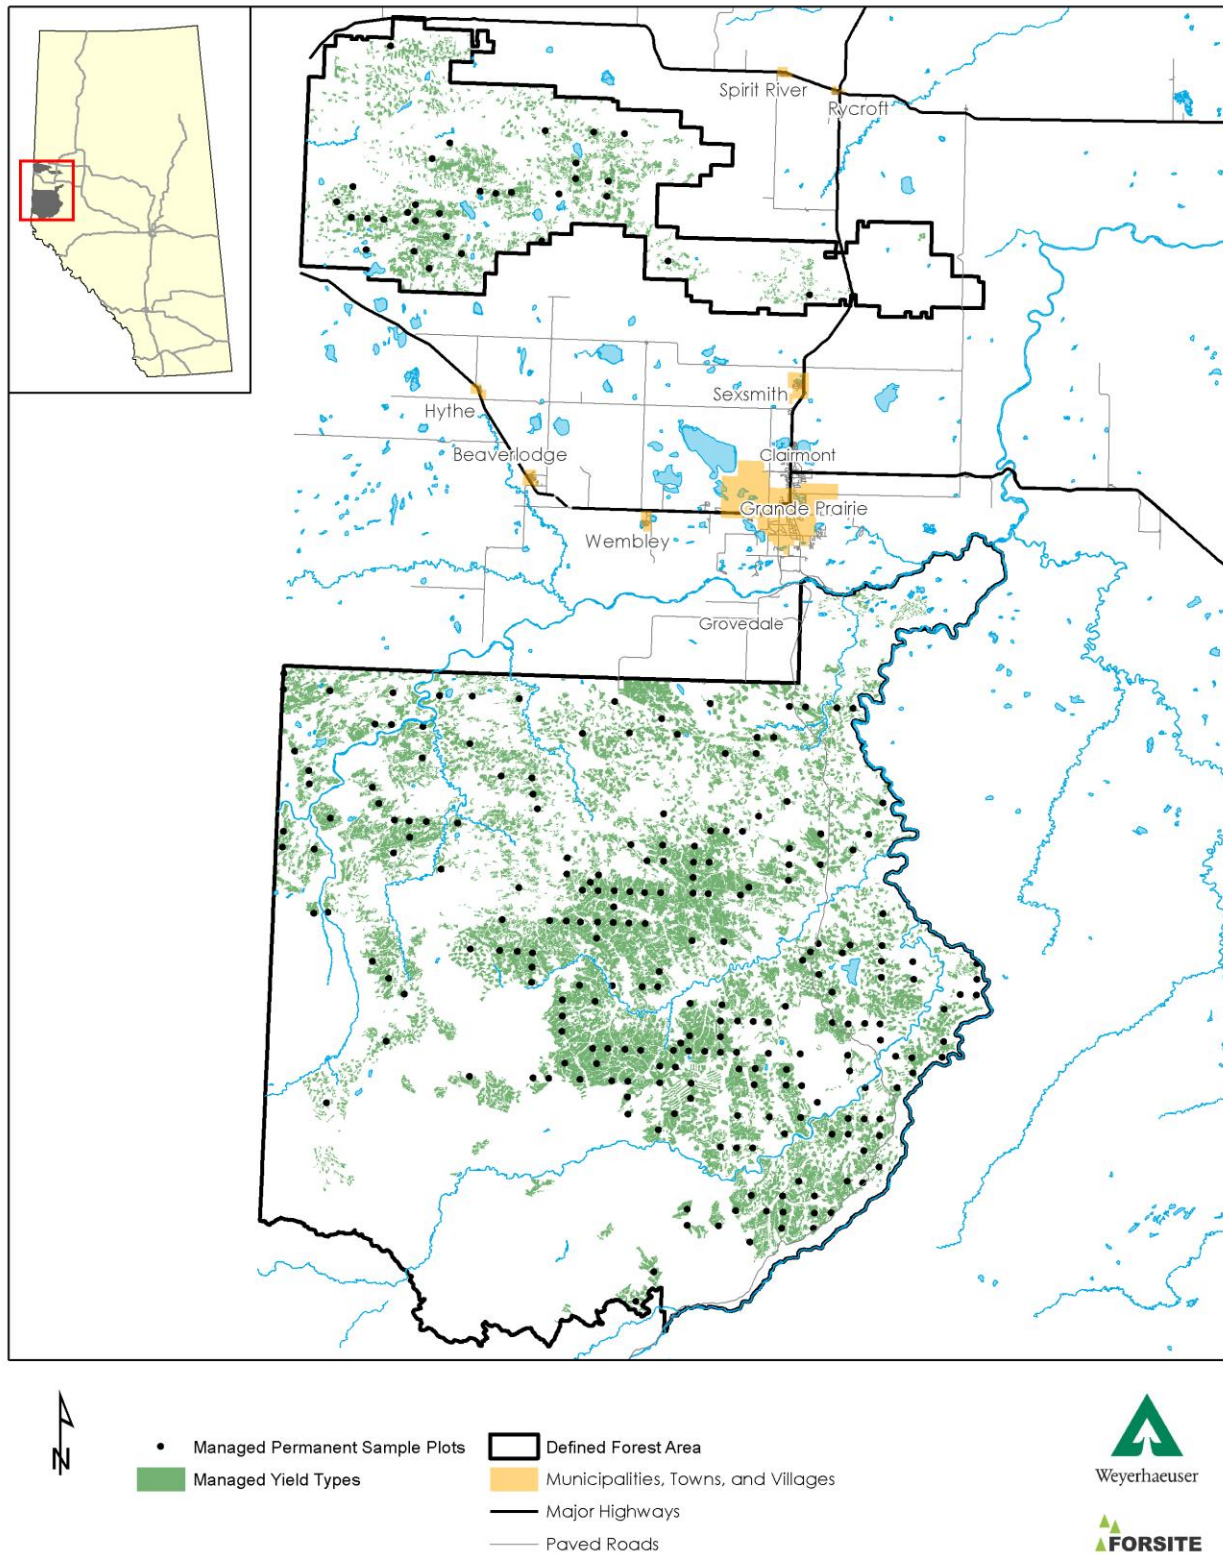 Spirit River
Rycroft
Sexsmith
Hythe
Beaverlodge
Clairmont
Grande Prairie
Wembley
Grovedale
N
Managed Permanent Sample Plots
Managed Yield Types
Defined Forest Area
Municipalities, Towns, and Villages
Major Highways
Paved Roads
Weyerhaeuser
FORSITE